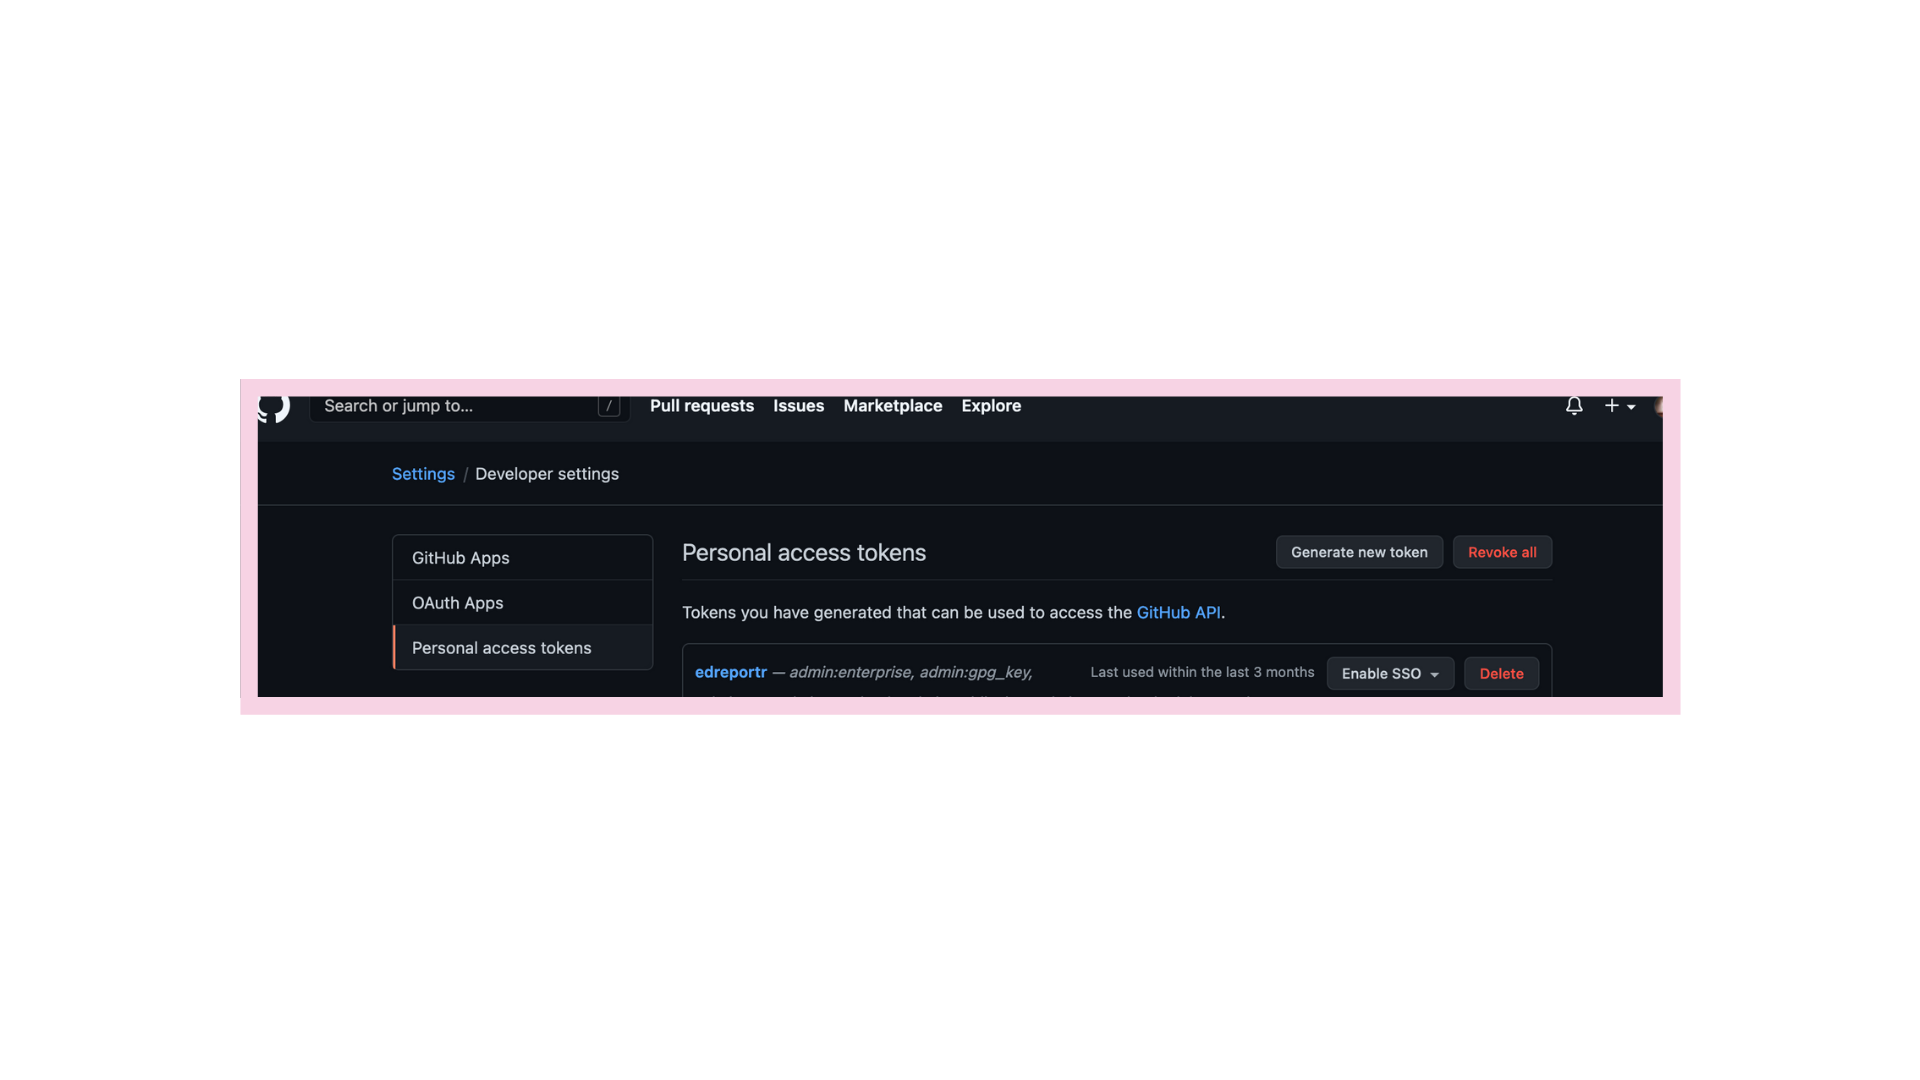 Search or jump to... /
Pull requests Issues Marketplace Explore
Settings / Developer settings
GitHub Apps
OAuth Apps
Personal access tokens
Personal access tokens
Generate new token Revoke all
Tokens you have generated that can be used to access the GitHub API.
edreportr — admin:enterprise, admin:gpg_key,
Last used within the last 3 months Enable SSO Delete